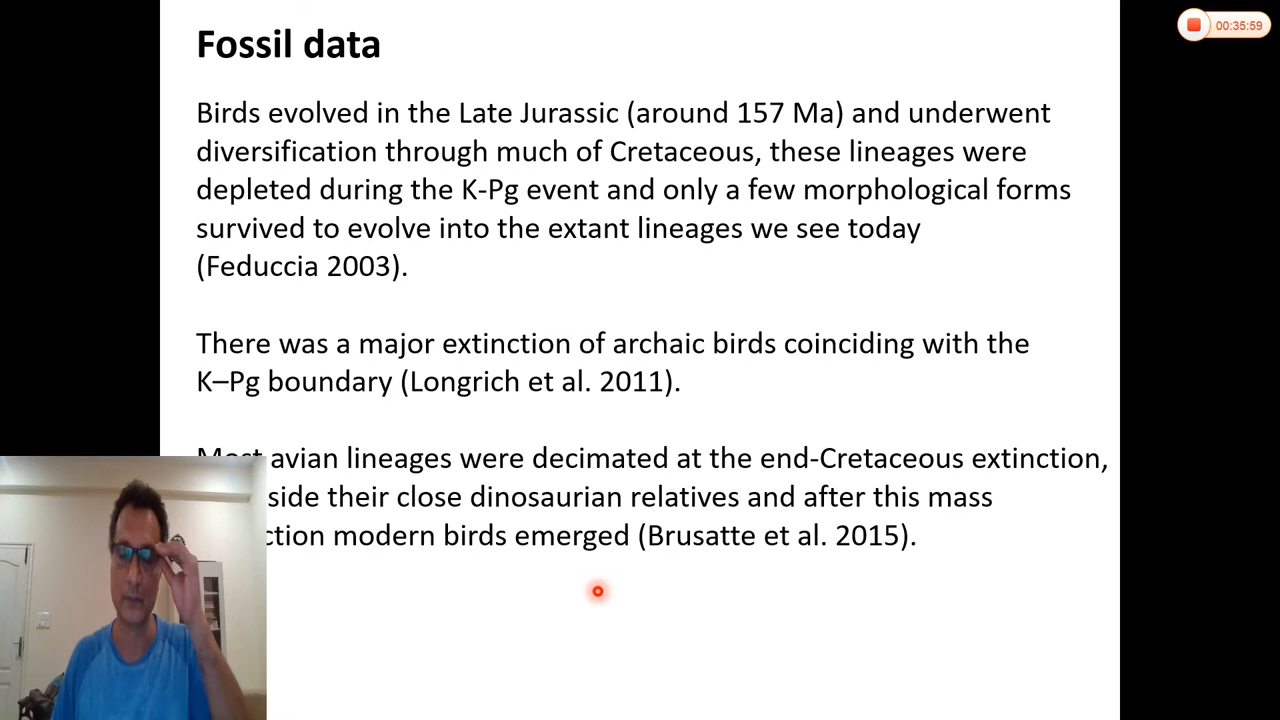 Fossil data
00:35:59
Birds evolved in the Late Jurassic (around 157 Ma) and underwent
diversification through much of Cretaceous, these lineages were
depleted during the K-Pg event and only a few morphological forms
survived to evolve into the extant lineages we see today
(Feduccia 2003).
There was a major extinction of archaic birds coinciding with the
K–Pg boundary (Longrich et al. 2011).
Most avian lineages were decimated at the end-Cretaceous extinction,
side their close dinosaurian relatives and after this mass
ction modern birds emerged (Brusatte et al. 2015).